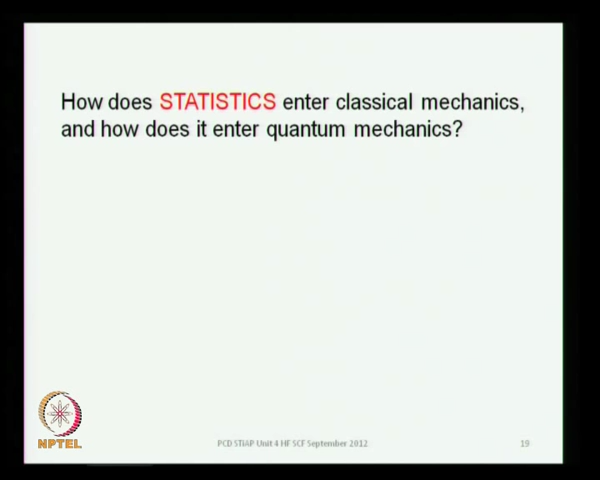 How does STATISTICS enter classical mechanics,
and how does it enter quantum mechanics?
NPTEL
PCD STiAP Unit 4 HF SCF September 2012
19